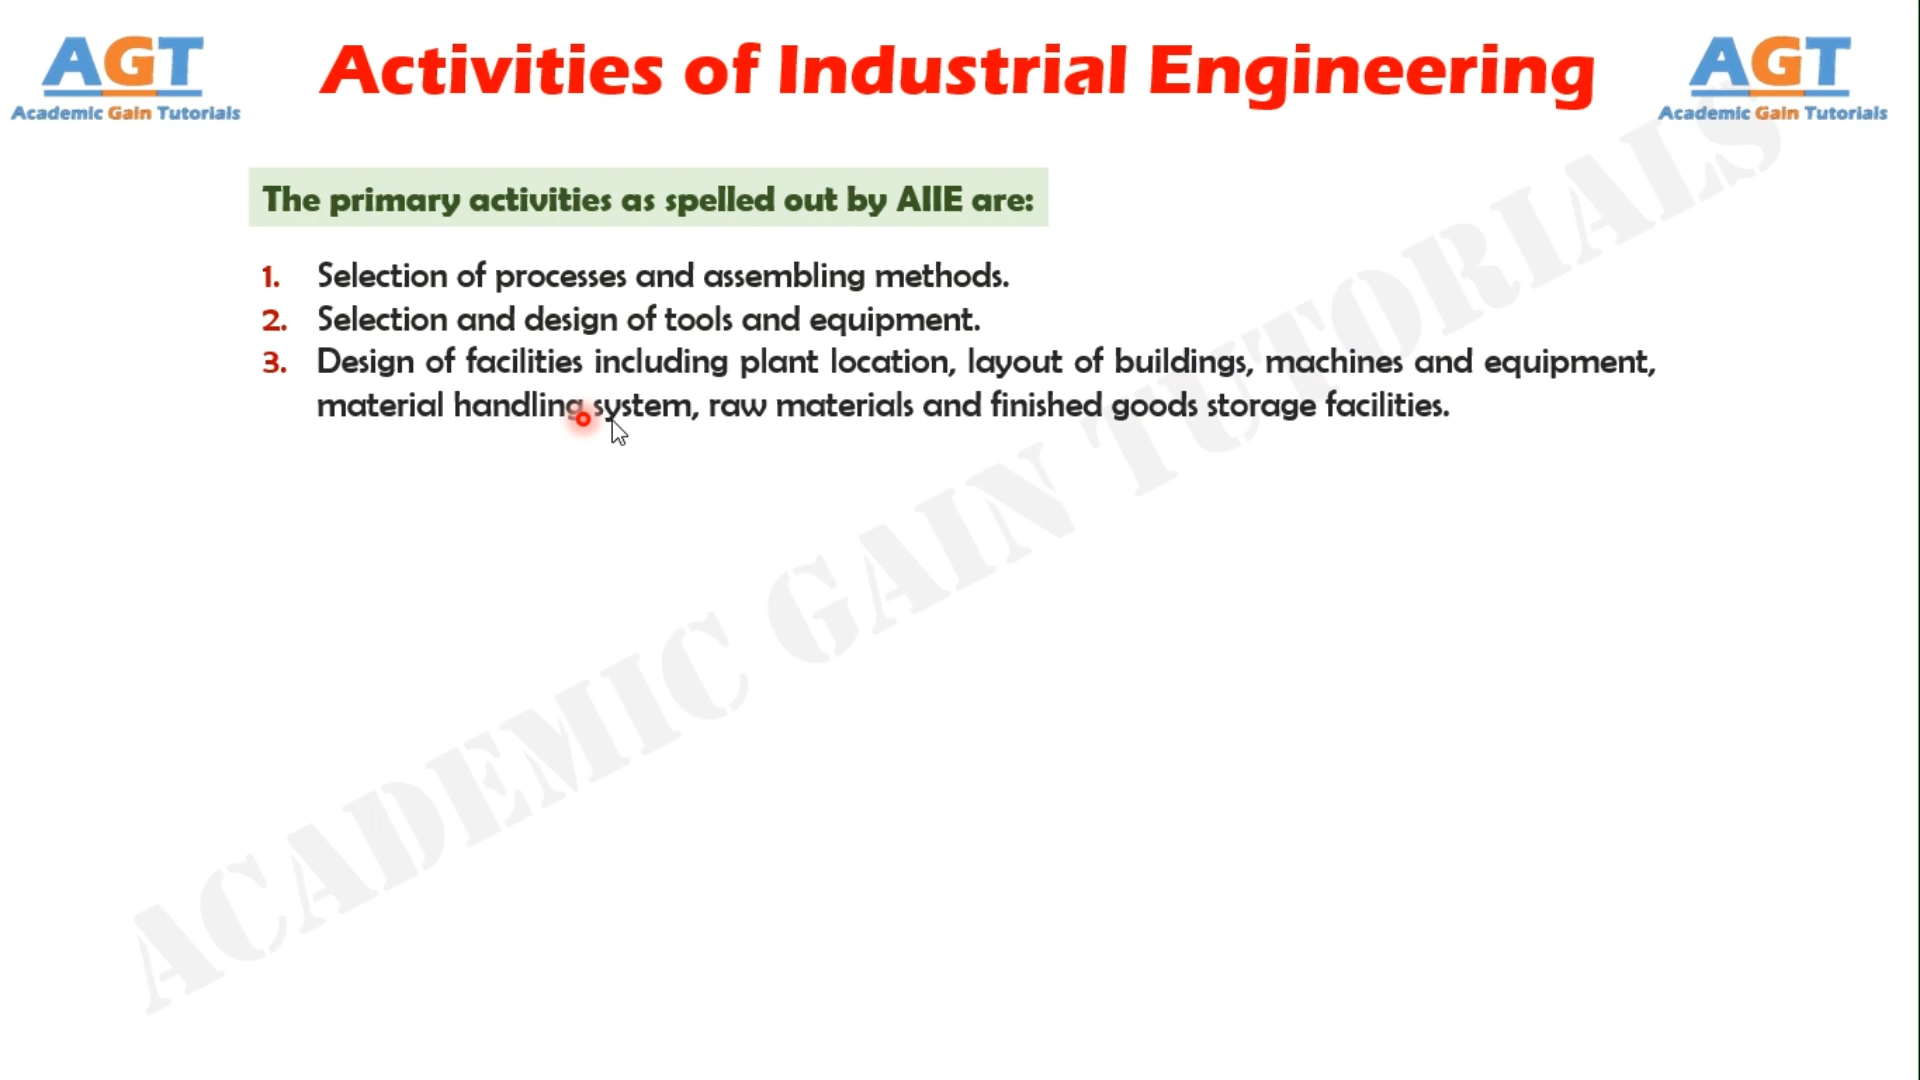 AGT
Academic Gain Tutorials
Activities of Industrial Engineering
AGT
Academic Gain Tutorials
The primary activities as spelled out by AIIE are:
1. Selection of processes and assembling methods.
2. Selection and design of tools and equipment.
3. Design of facilities including plant location, layout of buildings, machines and equipment,
material handling system, raw materials and finished goods storage facilities.
ACADEMIC GAIN TUTORIALS